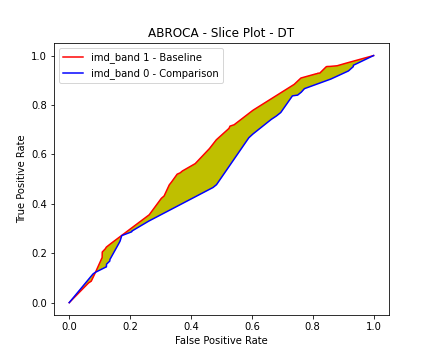 ABROCA - Slice Plot - DT
imd_band 1 - Baseline
imd_band 0 - Comparison
True Positive Rate
1.0
0.8
0.6
0.4
0.2
0.0
0.0 0.2 0.4 0.6 0.8 1.0
False Positive Rate